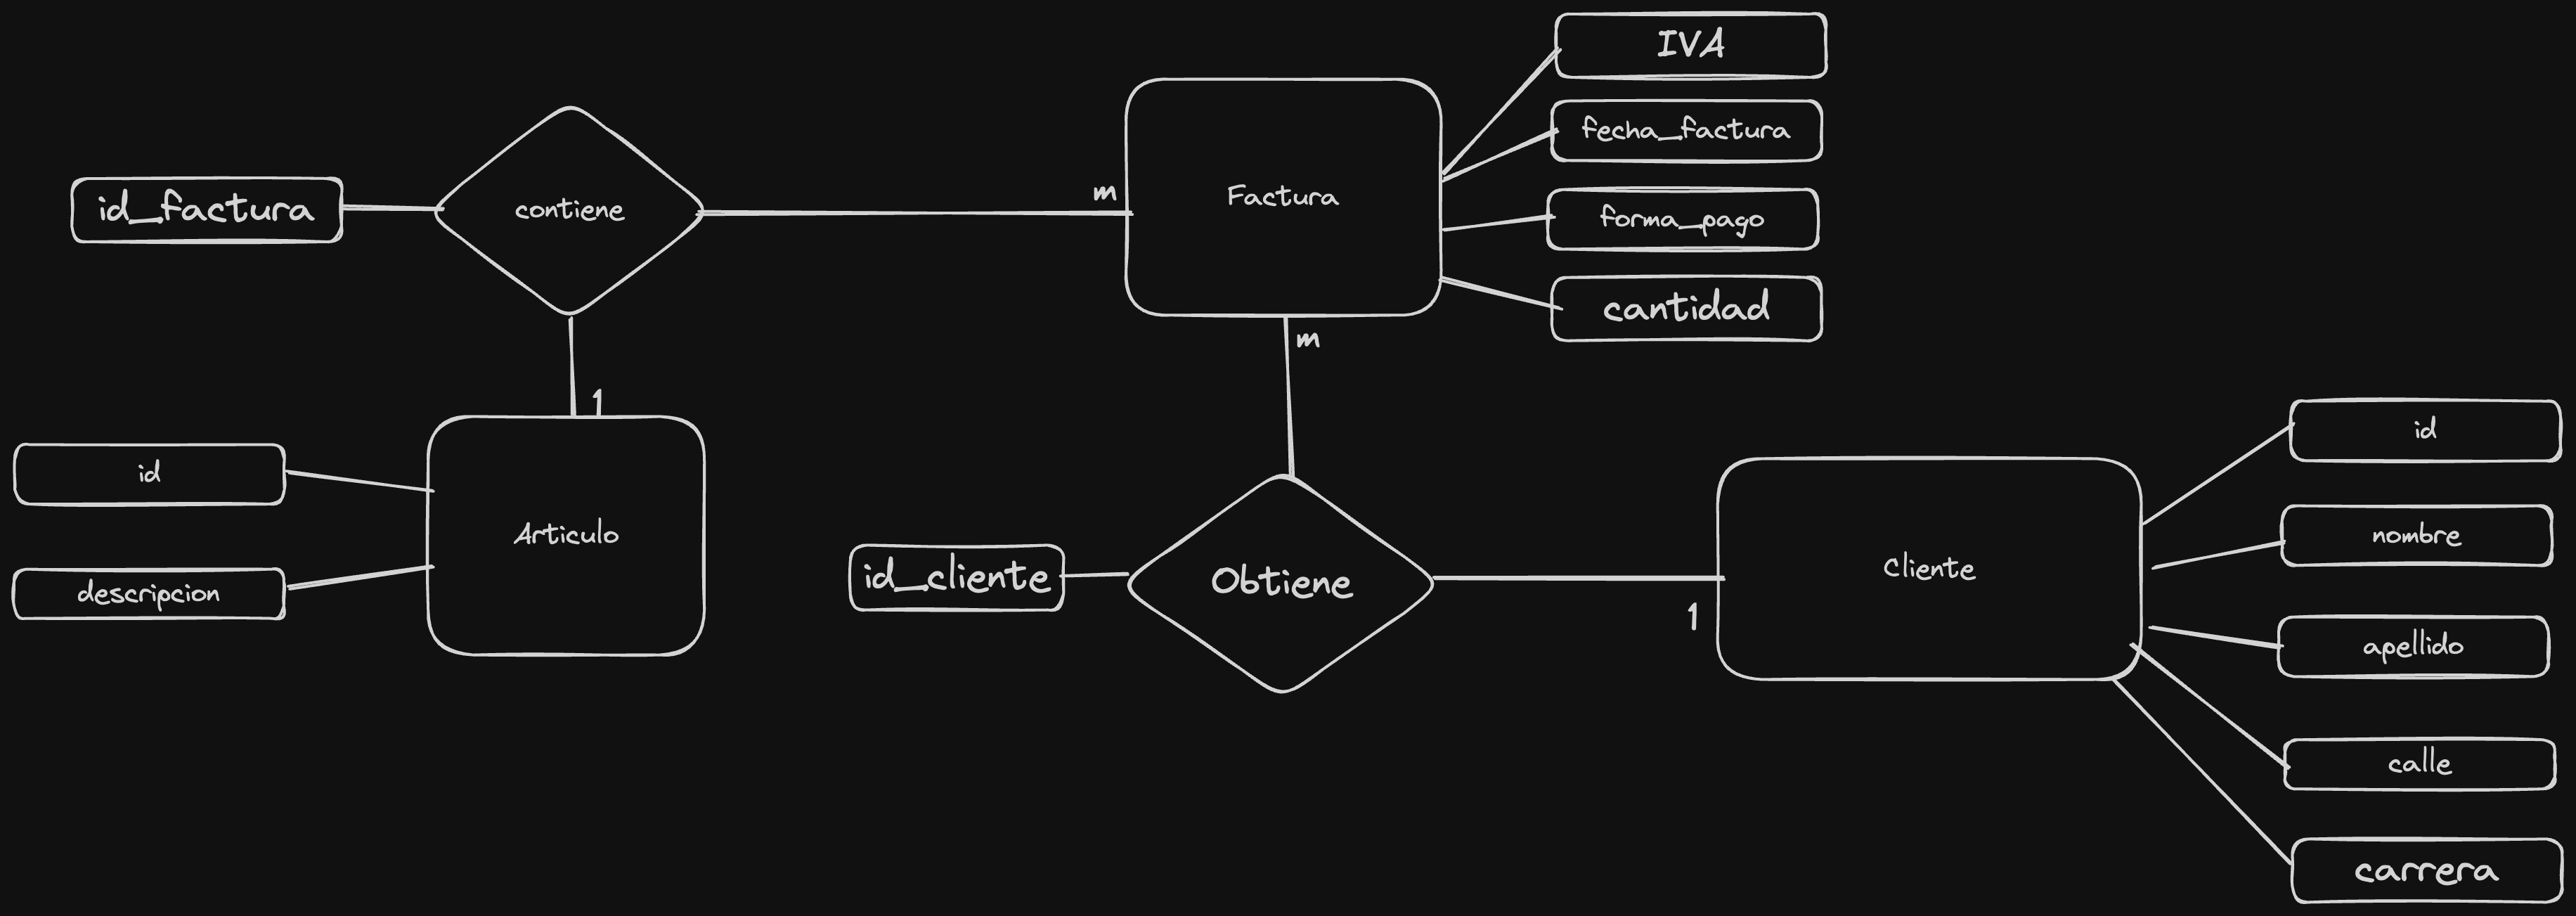 IVA
fecha_factura
id_factura
contiene
m
Factura
forma_pago
cantidad
m
1
id
Articulo
descripcion
id_cliente
Obtiene
1
Cliente
id
nombre
apellido
calle
carrera